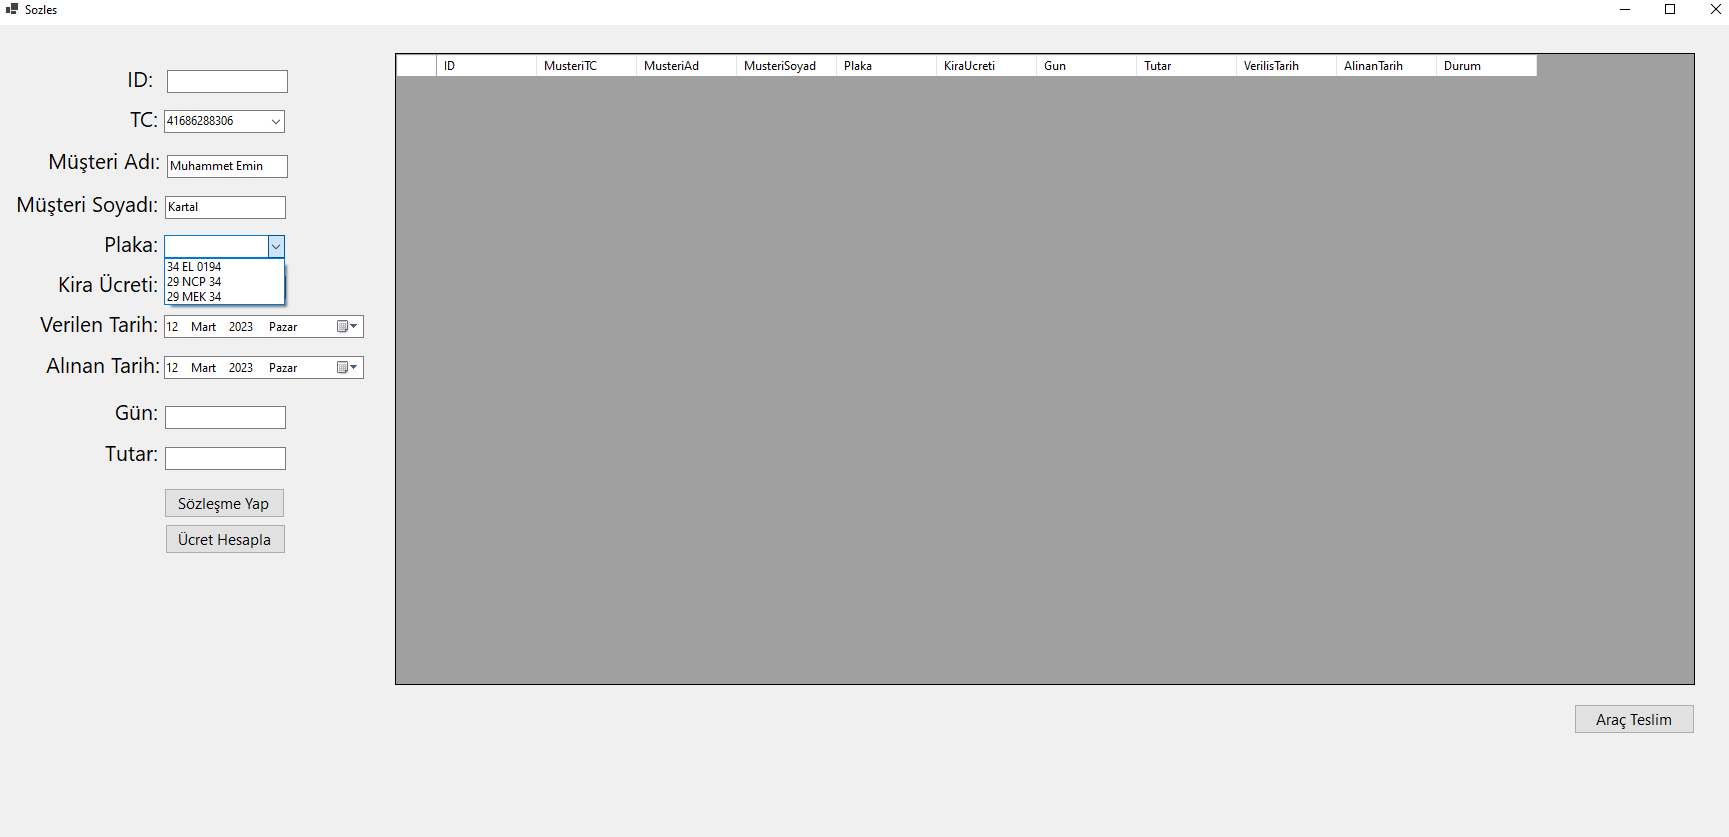 Sozles
ID:
TC: 41686288306
Müşteri Adı: Muhammet Emin
Müşteri Soyadı: Kartal
Plaka:
34 EL 0194
29 NCP 34
29 MEK 34
Kira Ücreti:
Verilen Tarih: 12 Mart 2023 Pazar
Alınan Tarih: 12 Mart 2023 Pazar
Gün:
Tutar:
Sözleşme Yap
Ücret Hesapla
ID MusteriTC MusteriAd MusteriSoyad Plaka KiraUcreti Gun Tutar VerilisTarih AlinanTarih Durum
Araç Teslim